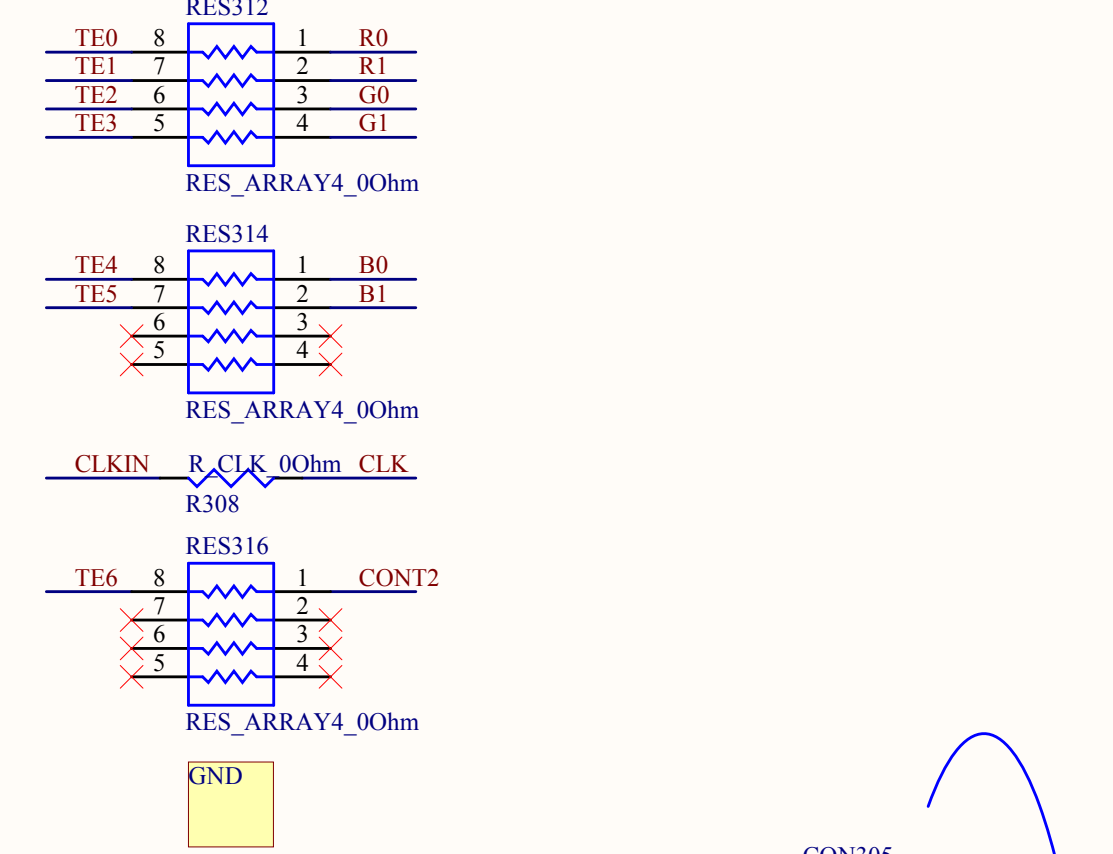 RES312
TE0 8 1 R0
TE1 7 2 R1
TE2 6 3 G0
TE3 5 4 G1
RES_ARRAY4_0Ohm
RES314
TE4 8 1 B0
TE5 7 2 B1
6 3
5 4
RES_ARRAY4_0Ohm
CLKIN R_CLK_0Ohm CLK
R308
RES316
TE6 8 1 CONT2
7 2
6 3
5 4
RES_ARRAY4_0Ohm
GND
CON305